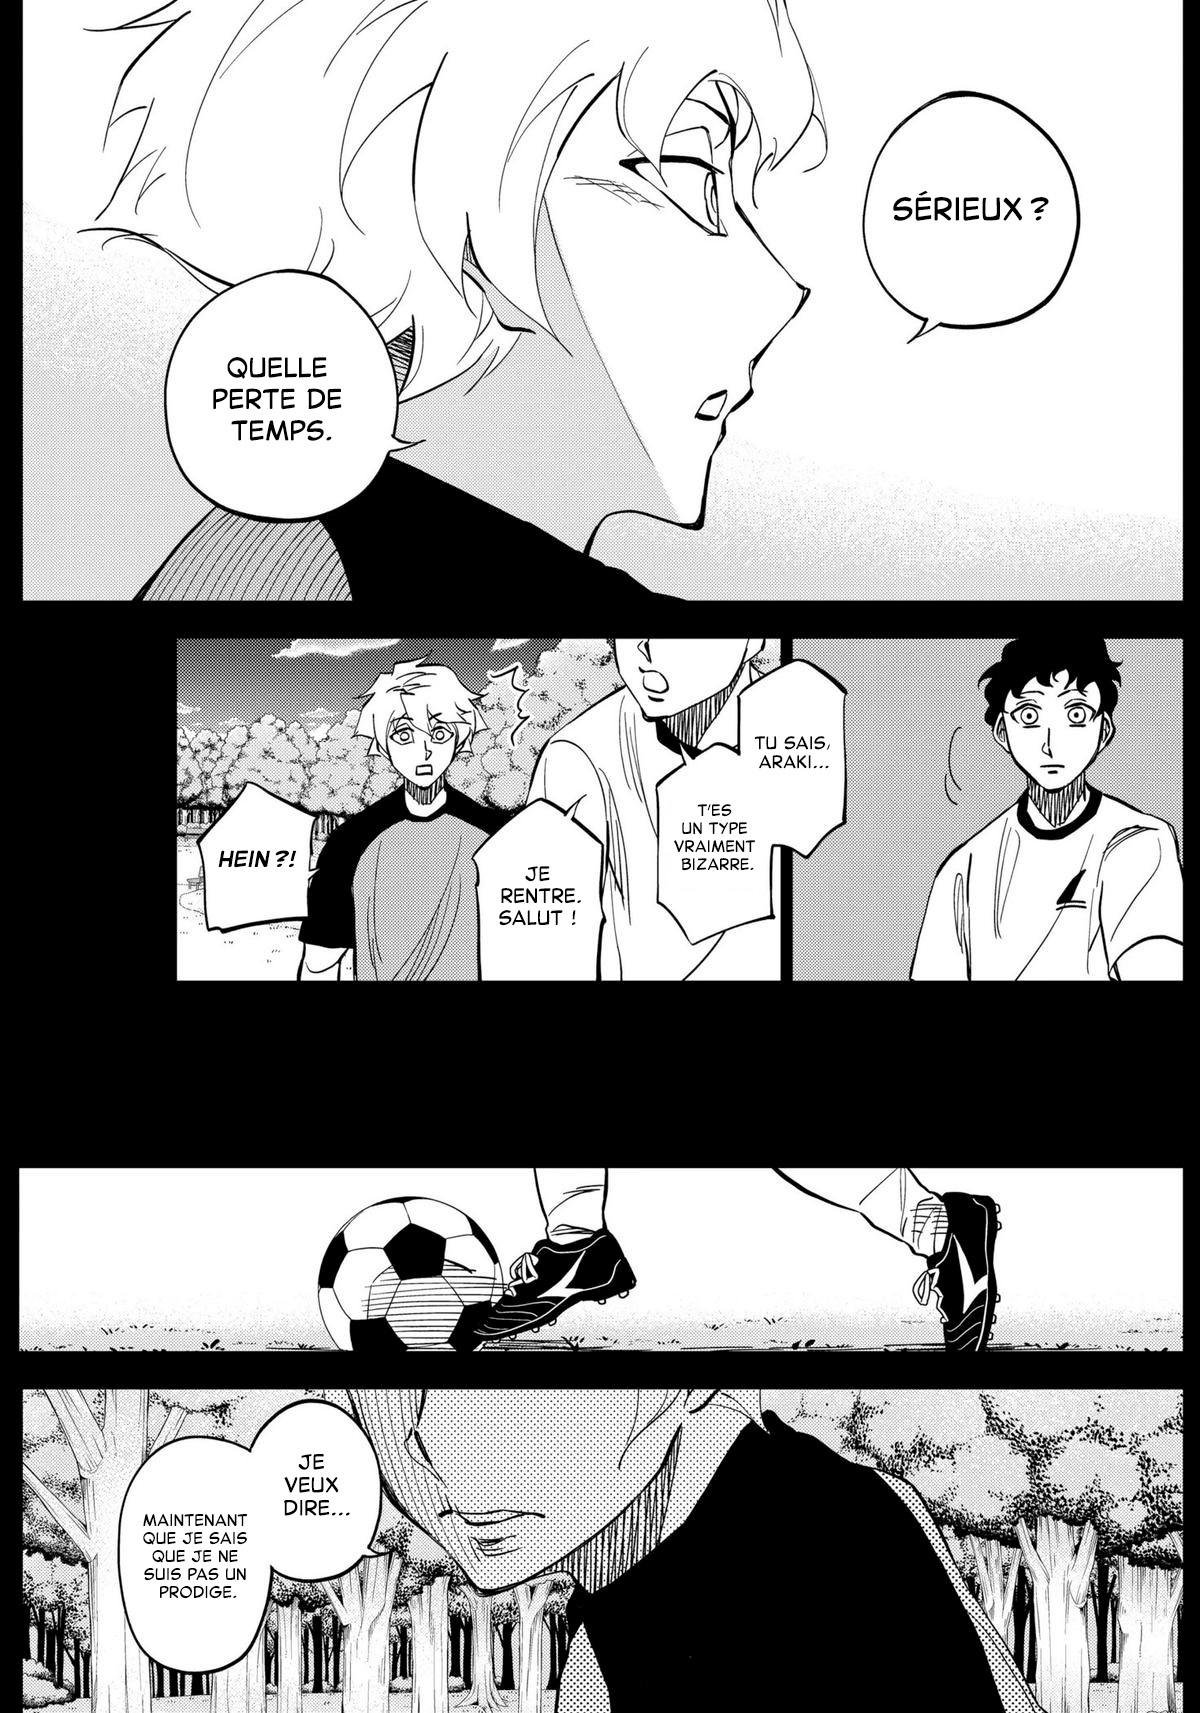 SÉRIEUX ?
QUELLE
PERTE DE
TEMPS.
TU SAIS,
ARAKI...
T'ES
UN TYPE
VRAIMENT
BIZARRE.
JE
RENTRE.
SALUT !
HEIN ?!
JE
VEUX
DIRE...
MAINTENANT
QUE JE SAIS
QUE JE NE
SUIS PAS UN
PRODIGE.